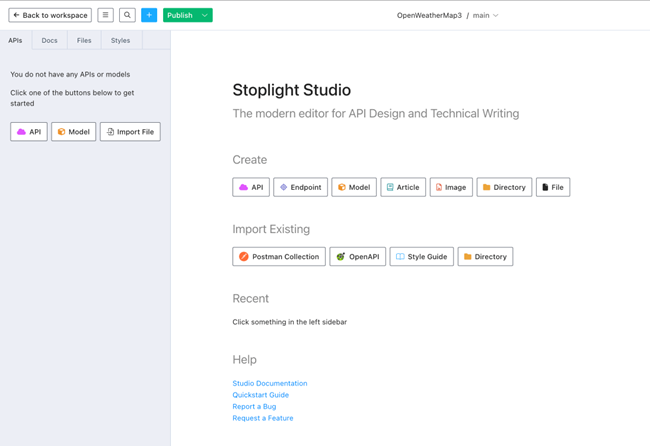 Back to workspace
Publish
OpenWeatherMap3 / main
APIs Docs Files Styles
You do not have any APIs or models
Click one of the buttons below to get
started
API Model Import File
Stoplight Studio
The modern editor for API Design and Technical Writing
Create
API Endpoint Model Article Image Directory File
Import Existing
Postman Collection OpenAPI Style Guide Directory
Recent
Click something in the left sidebar
Help
Studio Documentation
Quickstart Guide
Report a Bug
Request a Feature